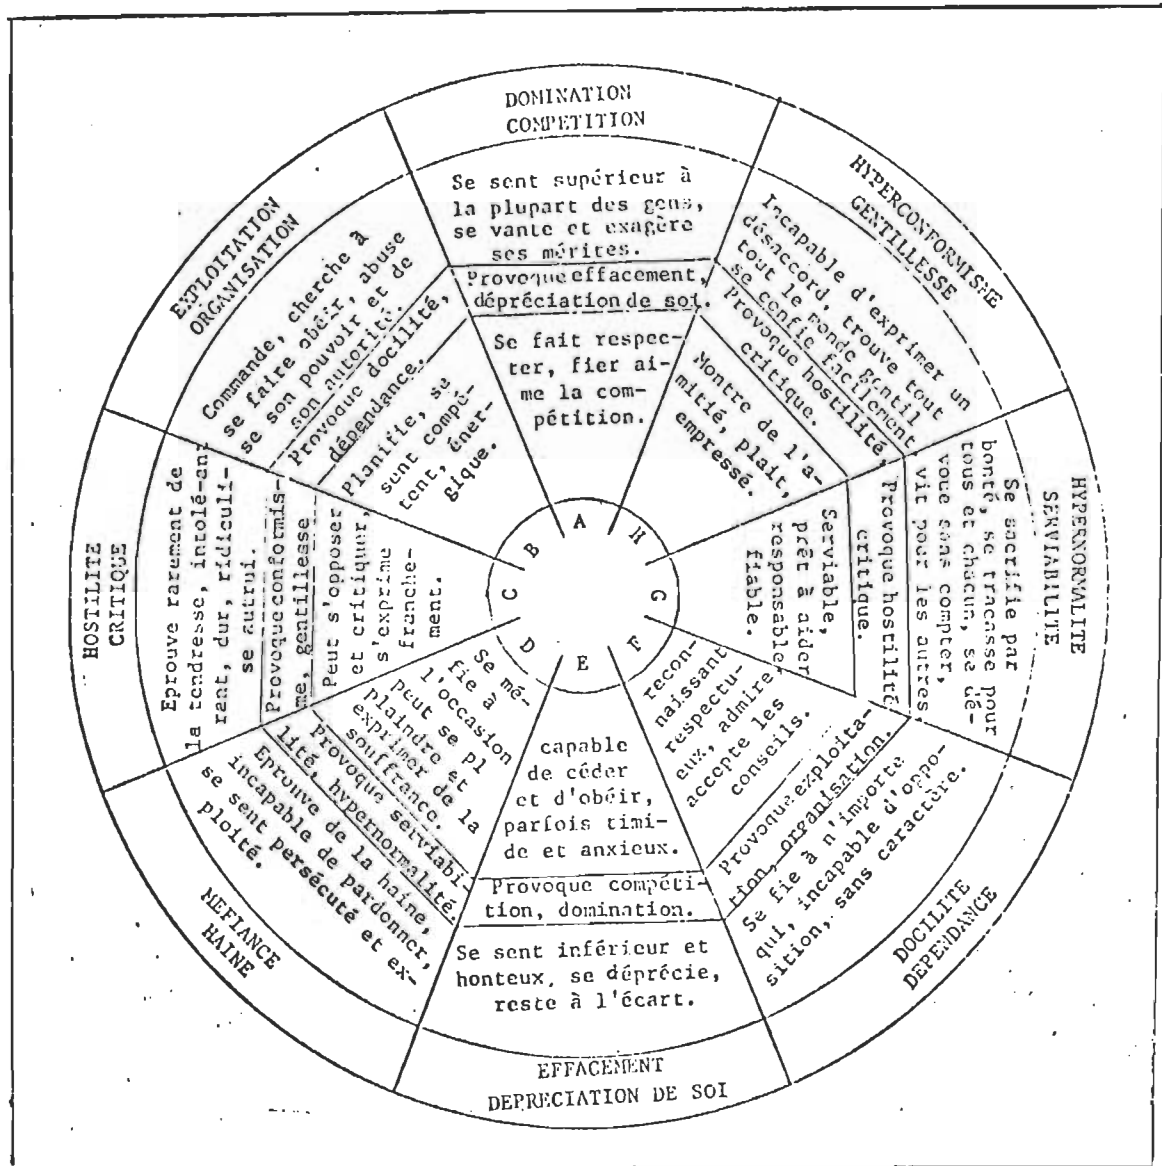 DOMINATION
COMPETITION
Se sent supérieur à
la plupart des gens,
se vante et exagère
ses mérites.
Provoque effacement,
dépréciation de soi.
Se fait respec-
ter, fier ai-
me la com-
pétition.
A
HYPERCONFORMISME
GENTILLESSE
Incapable d'exprimer un
désaccord, trouve tout
tout le monde gentil
se confie facilement
Provoque hostilité,
critique.
Montre de l'a-
mitié, plait,
empressé.
H
HYPERNORMALITE
SERVIABILITE
Se sacrifie par
bonté, se tracasse pour
tous et chacun, se dé-
voue sans compter,
vit pour les autres
Provoque hostilité
critique.
Serviable,
prêt à aider
responsable,
fiable.
G
DOCILITE
DEPENDANCE
recon-
naissant
respectu-
eux, admire,
accepte les
conseils.
Provoque exploita-
tion, organisation.
Se fie à n'importe
qui, incapable d'oppo-
sition, sans caractère.
F
EFFACEMENT
DEPRECIATION DE SOI
capable
de céder
et d'obéir,
parfois timi-
de et anxieux.
Provoque compéti-
tion, domination.
Se sent inférieur et
honteux, se déprécie,
reste à l'écart.
E
MEFIANCE
HAINE
Se mé-
fie à
l'occasion
peut se pl
plaindre et
exprimer de la
souffrance.
Provoque serviabi-
lité, hypernormalité.
Eprouve de la haine,
incapable de pardonner,
se sent persécuté et ex-
ploité.
D
HOSTILITE
CRITIQUE
Eprouve rarement de
la tendresse, intolé-an
rant, dur, ridiculi-
se autrui.
Provoque conformis-
me, gentillesse
Peut s'opposer
et critiquer,
s'exprime
franche-
ment.
C
EXPLOITATION
ORGANISATION
Commande, cherche à
se faire obéir, abuse
se son pouvoir et de
son autorité.
Provoque docilité,
dépendance.
Planifie, se
sent compé-
tent, éner-
gique.
B